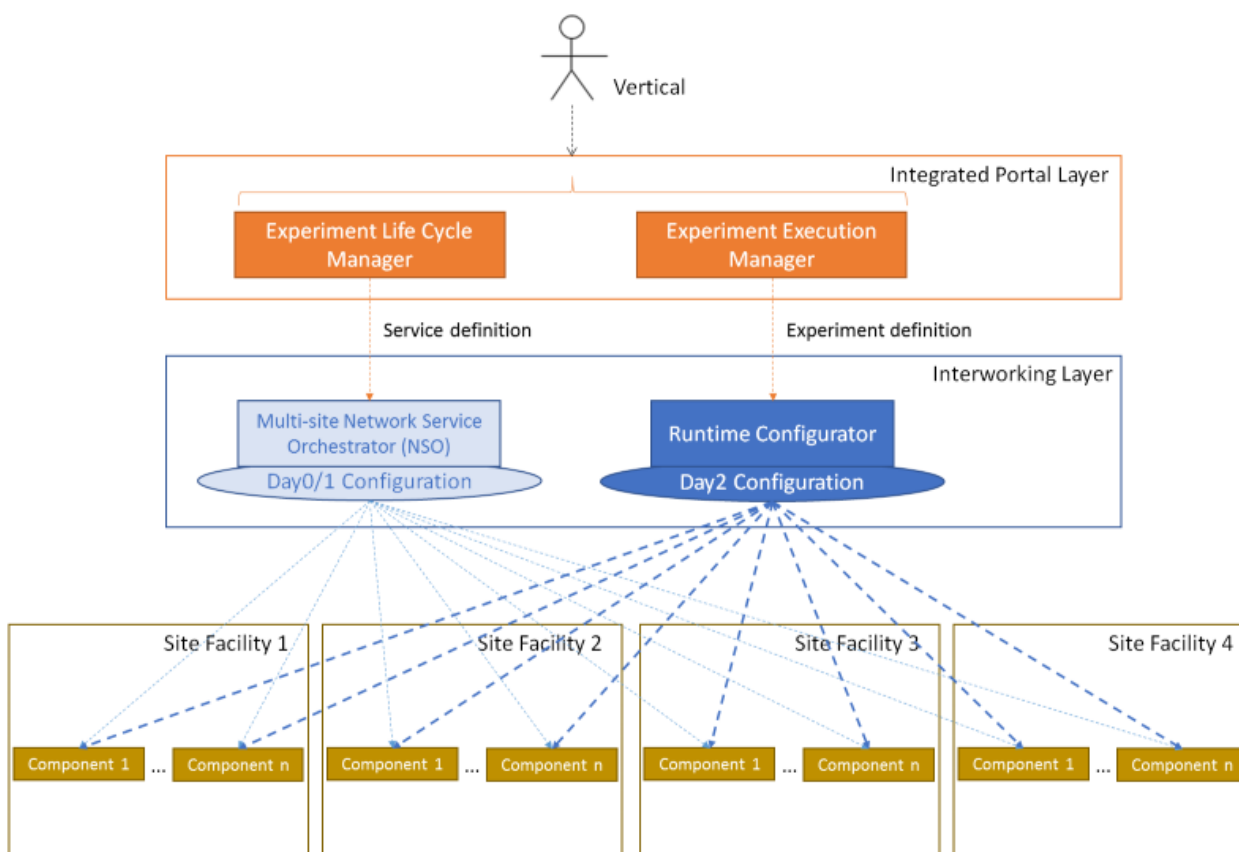 Vertical
Integrated Portal Layer
Experiment Life Cycle
Manager
Experiment Execution
Manager
Service definition
Experiment definition
Interworking Layer
Multi-site Network Service
Orchestrator (NSO)
Day0/1 Configuration
Runtime Configurator
Day2 Configuration
Site Facility 1
Site Facility 2
Site Facility 3
Site Facility 4
Component 1
...
Component n
Component 1
...
Component n
Component 1
...
Component n
Component 1
...
Component n